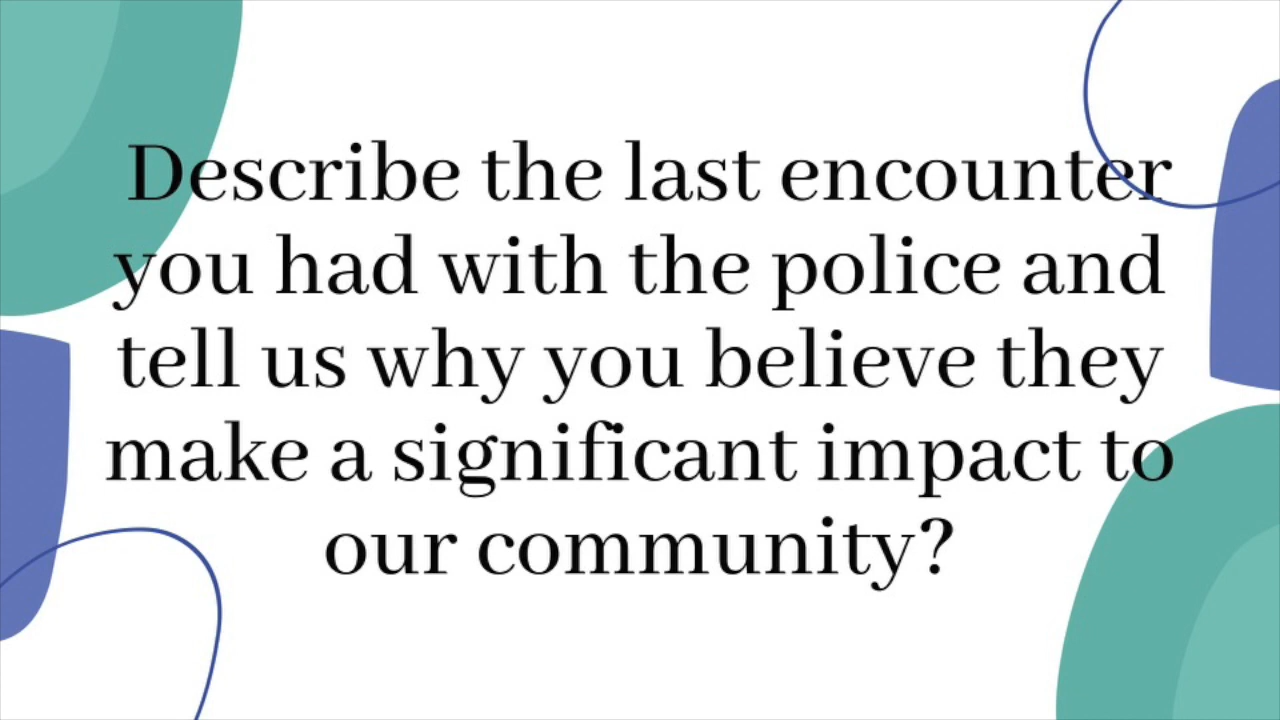 Describe the last encounter
you had with the police and
tell us why you believe they
make a significant impact to
our community?